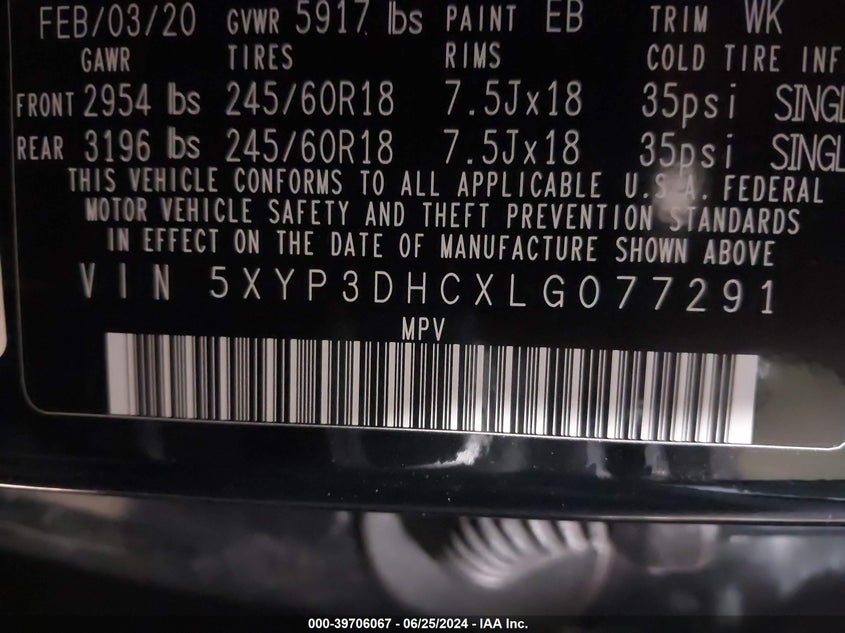 FEB/03/20 GVWR 5917 lbs PAINT EB TRIM WK
GAWR TIRES RIMS COLD TIRE INF
FRONT 2954 lbs 245/60R18 7.5Jx18 35psi SINGL
REAR 3196 lbs 245/60R18 7.5Jx18 35psi SINGL
THIS VEHICLE CONFORMS TO ALL APPLICABLE U.S.A. FEDERAL
MOTOR VEHICLE SAFETY AND THEFT PREVENTION STANDARDS
IN EFFECT ON THE DATE OF MANUFACTURE SHOWN ABOVE
VIN 5XYP3DHCXLG077291
MPV
000-39706067 - 06/25/2024 - IAA Inc.